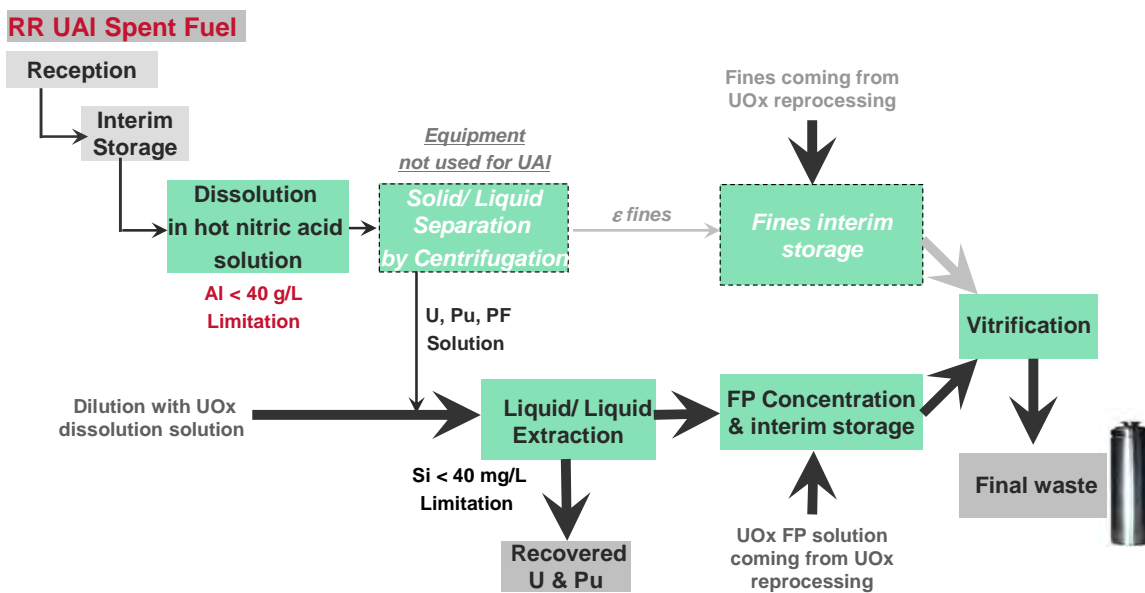 RR UAl Spent Fuel
Reception
Interim
Storage
Fines coming from
UOx reprocessing
Equipment
not used for UAl
Dissolution
in hot nitric acid
solution
Solid/ Liquid
Separation
by Centrifugation
ε fines
Fines interim
storage
Al < 40 g/L
Limitation
U, Pu, PF
Solution
Vitrification
Dilution with UOx
dissolution solution
Liquid/ Liquid
Extraction
FP Concentration
& interim storage
Si < 40 mg/L
Limitation
Final waste
Recovered
U & Pu
UOx FP solution
coming from UOx
reprocessing